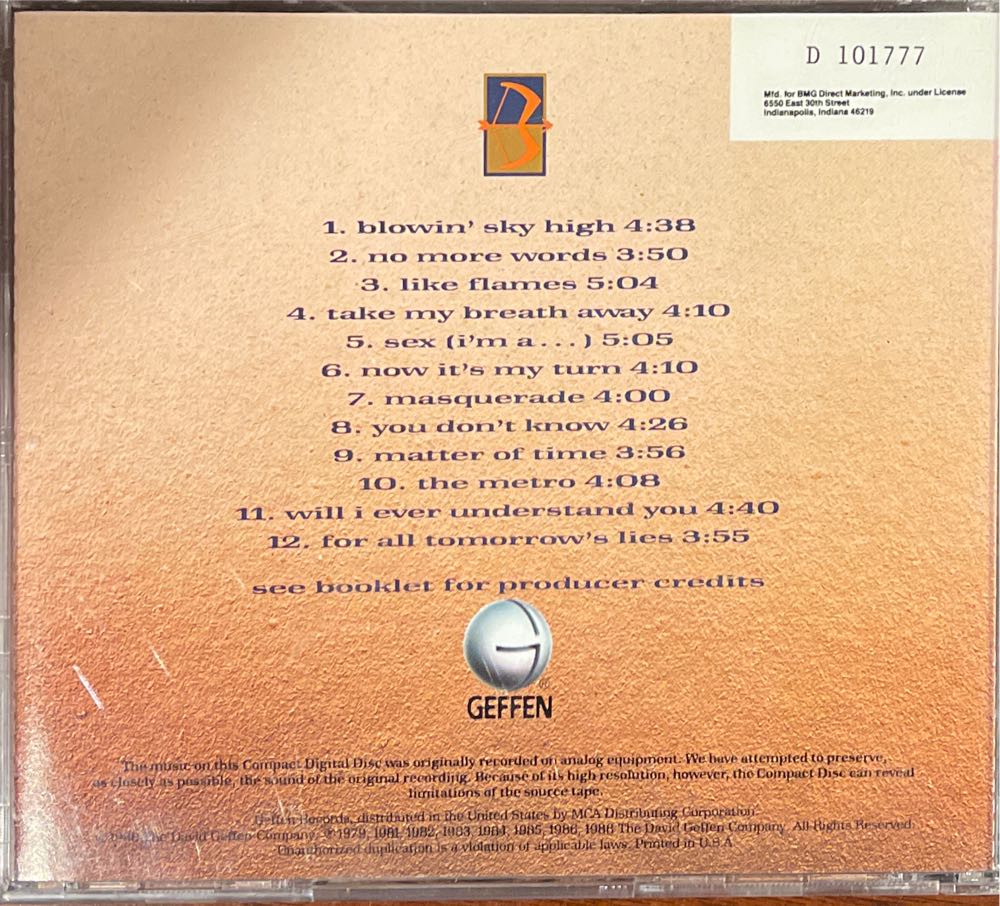 D 101777
Mfd. for BMG Direct Marketing, Inc. under License
6550 East 30th Street
Indianapolis, Indiana 46219
B
1. blowin' sky high 4:38
2. no more words 3:50
3. like flames 5:04
4. take my breath away 4:10
5. sex (i'm a . . . ) 5:05
6. now it's my turn 4:10
7. masquerade 4:00
8. you don't know 4:26
9. matter of time 3:56
10. the metro 4:08
11. will i ever understand you 4:40
12. for all tomorrow's lies 3:55
see booklet for producer credits
G
®
GEFFEN
The music on this Compact Digital Disc was originally recorded on analog equipment. We have attempted to preserve,
as closely as possible, the sound of the original recording. Because of its high resolution, however, the Compact Disc can reveal
limitations of the source tape.
Geffen Records, distributed in the United States by MCA Distributing Corporation.
The David Geffen Company. ℗ 1979, 1981, 1982, 1983, 1984, 1985, 1986, 1988 The David Geffen Company. All Rights Reserved.
Unauthorized duplication is a violation of applicable laws. Printed in U.S.A.